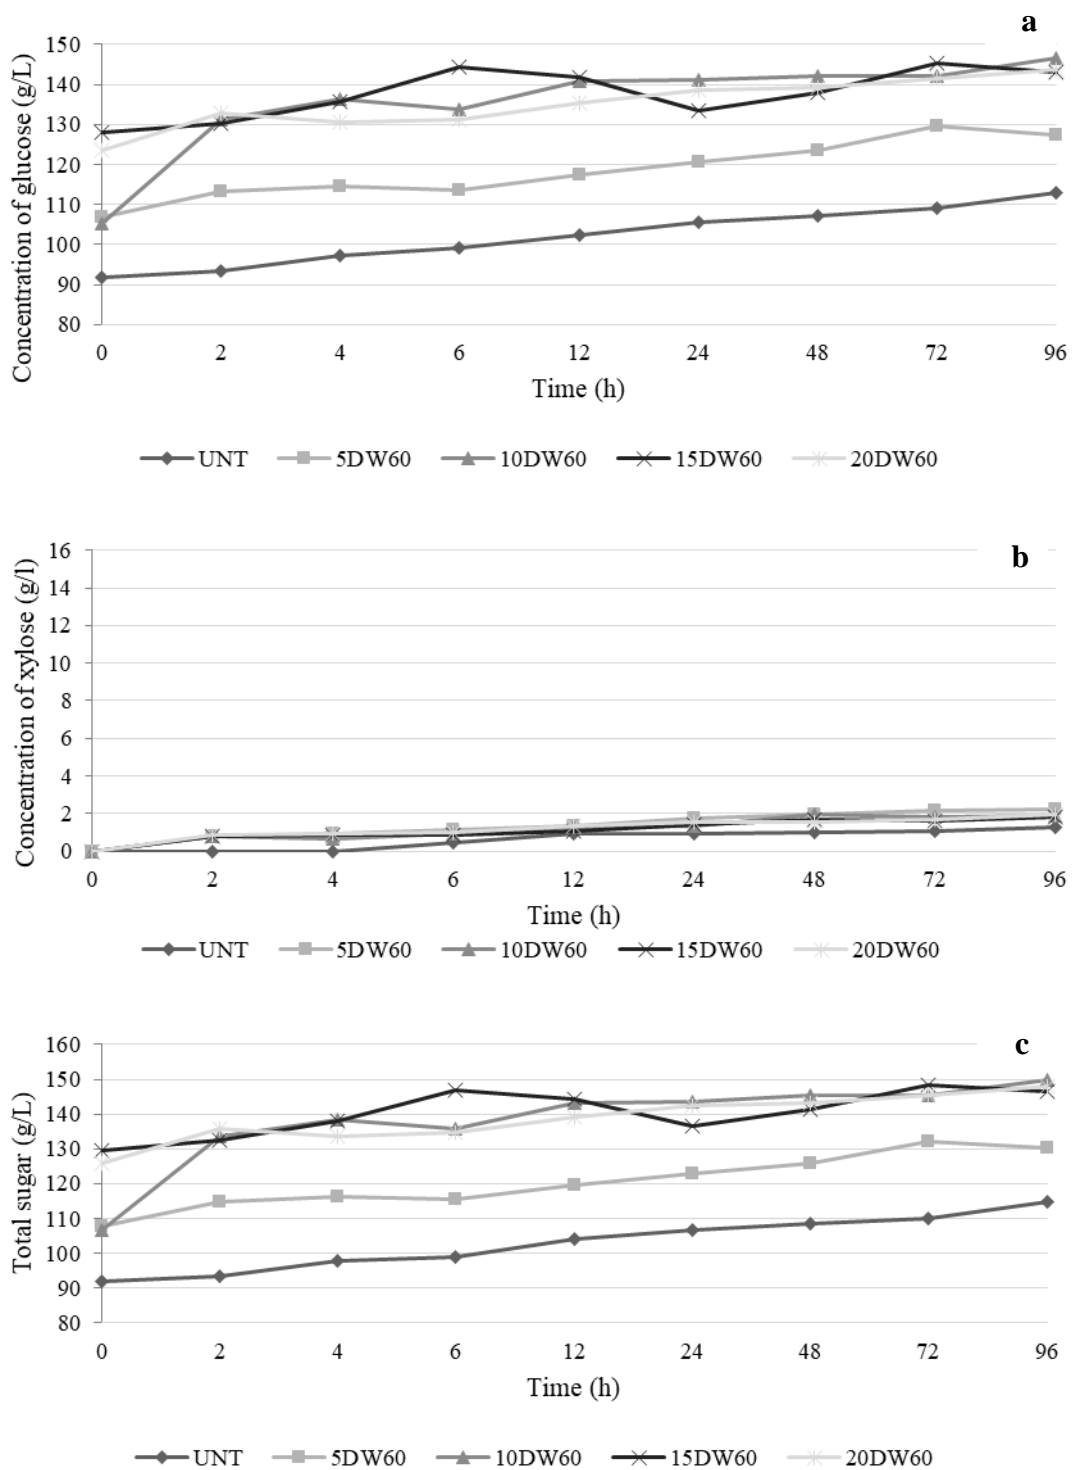 a
Concentration of glucose (g/L)
150
140
130
120
110
100
90
80
0 2 4 6 12 24 48 72 96
Time (h)
UNT 5DW60 10DW60 15DW60 20DW60
b
Concentration of xylose (g/l)
16
14
12
10
8
6
4
2
0
0 2 4 6 12 24 48 72 96
Time (h)
UNT 5DW60 10DW60 15DW60 20DW60
c
Total sugar (g/L)
160
150
140
130
120
110
100
90
80
0 2 4 6 12 24 48 72 96
Time (h)
UNT 5DW60 10DW60 15DW60 20DW60